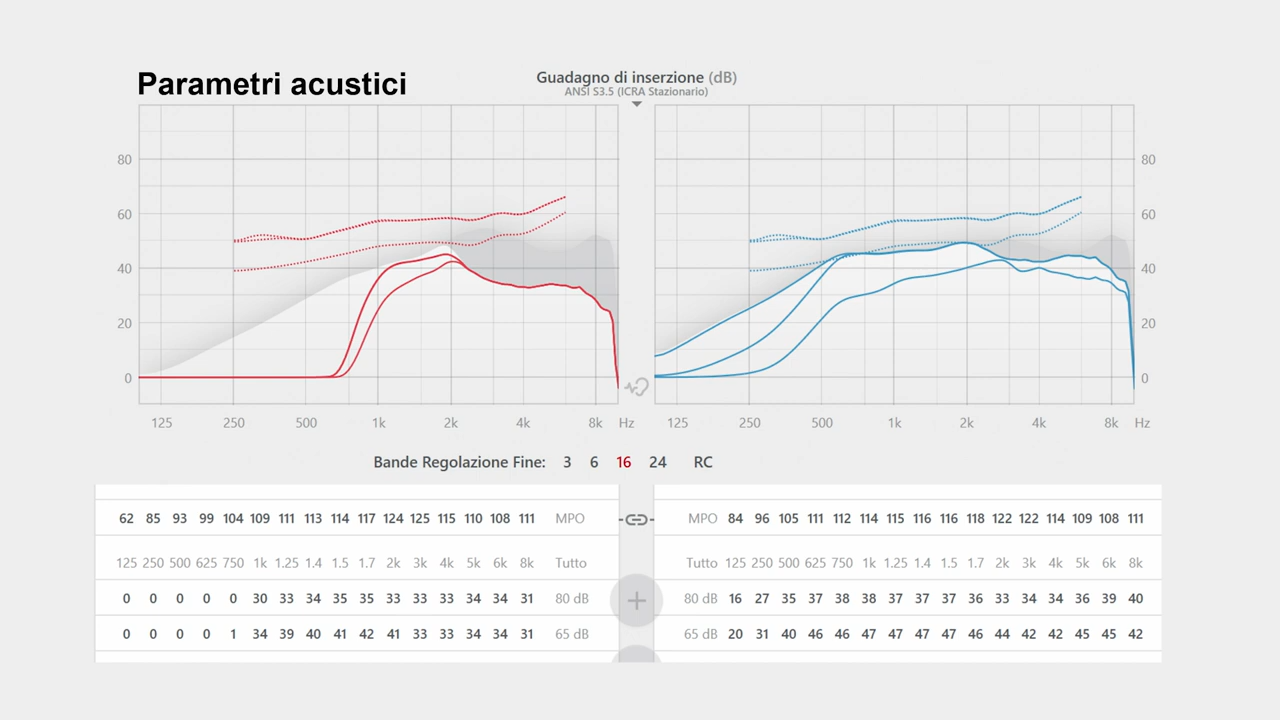 Parametri acustici
Guadagno di inserzione (dB)
ANSI S3.5 (ICRA Stazionario)
80
60
40
20
0
125 250 500 1k 2k 4k 8k Hz
80
60
40
20
0
125 250 500 1k 2k 4k 8k Hz
Bande Regolazione Fine: 3 6 16 24 RC
62 85 93 99 104 109 111 113 114 117 124 125 115 110 108 111 MPO
125 250 500 625 750 1k 1.25 1.4 1.5 1.7 2k 3k 4k 5k 6k 8k Tutto
0 0 0 0 0 30 33 34 35 35 33 33 33 34 34 31 80 dB
0 0 0 0 1 34 39 40 41 42 41 33 33 34 34 31 65 dB
MPO 84 96 105 111 112 114 115 116 116 118 122 122 114 109 108 111
Tutto 125 250 500 625 750 1k 1.25 1.4 1.5 1.7 2k 3k 4k 5k 6k 8k
80 dB 16 27 35 37 38 38 37 37 37 36 33 34 34 36 39 40
65 dB 20 31 40 46 46 47 47 47 47 46 44 42 42 45 45 42